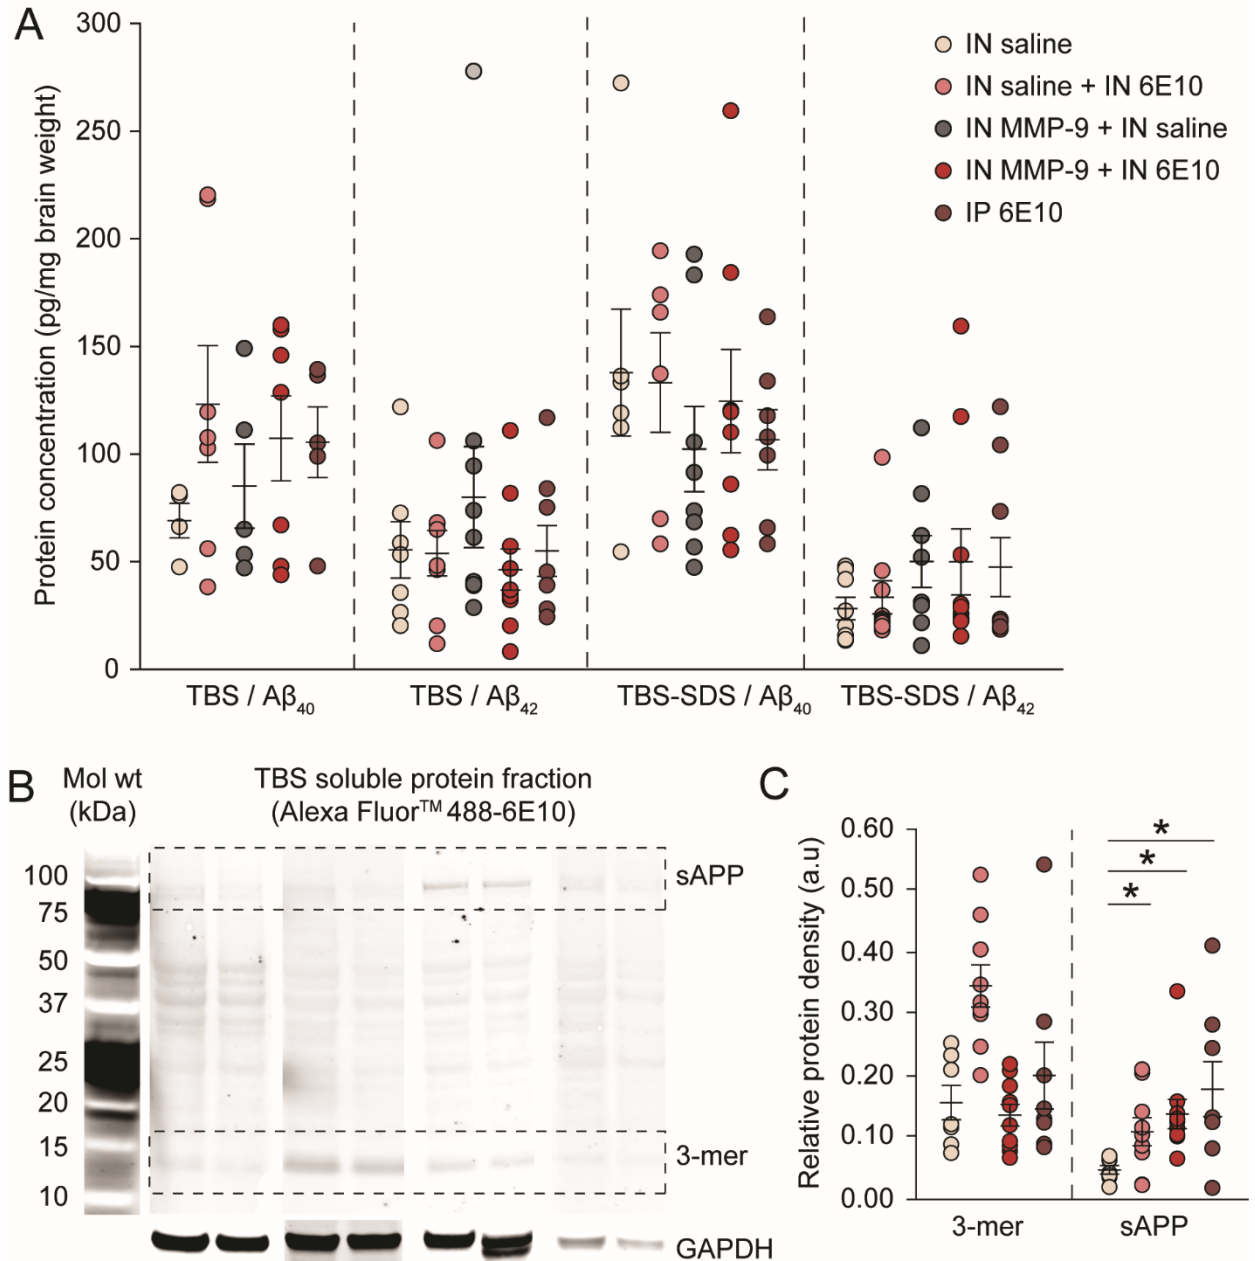 A
300
250
200
150
100
50
0
Protein concentration (pg/mg brain weight)
IN saline
IN saline + IN 6E10
IN MMP-9 + IN saline
IN MMP-9 + IN 6E10
IP 6E10
TBS / Aβ40
TBS / Aβ42
TBS-SDS / Aβ40
TBS-SDS / Aβ42
B
Mol wt
(kDa)
TBS soluble protein fraction
(Alexa Fluor™ 488-6E10)
100
75
50
37
25
20
15
10
sAPP
3-mer
GAPDH
C
0.60
0.50
0.40
0.30
0.20
0.10
0.00
Relative protein density (a.u)
*
*
*
3-mer
sAPP